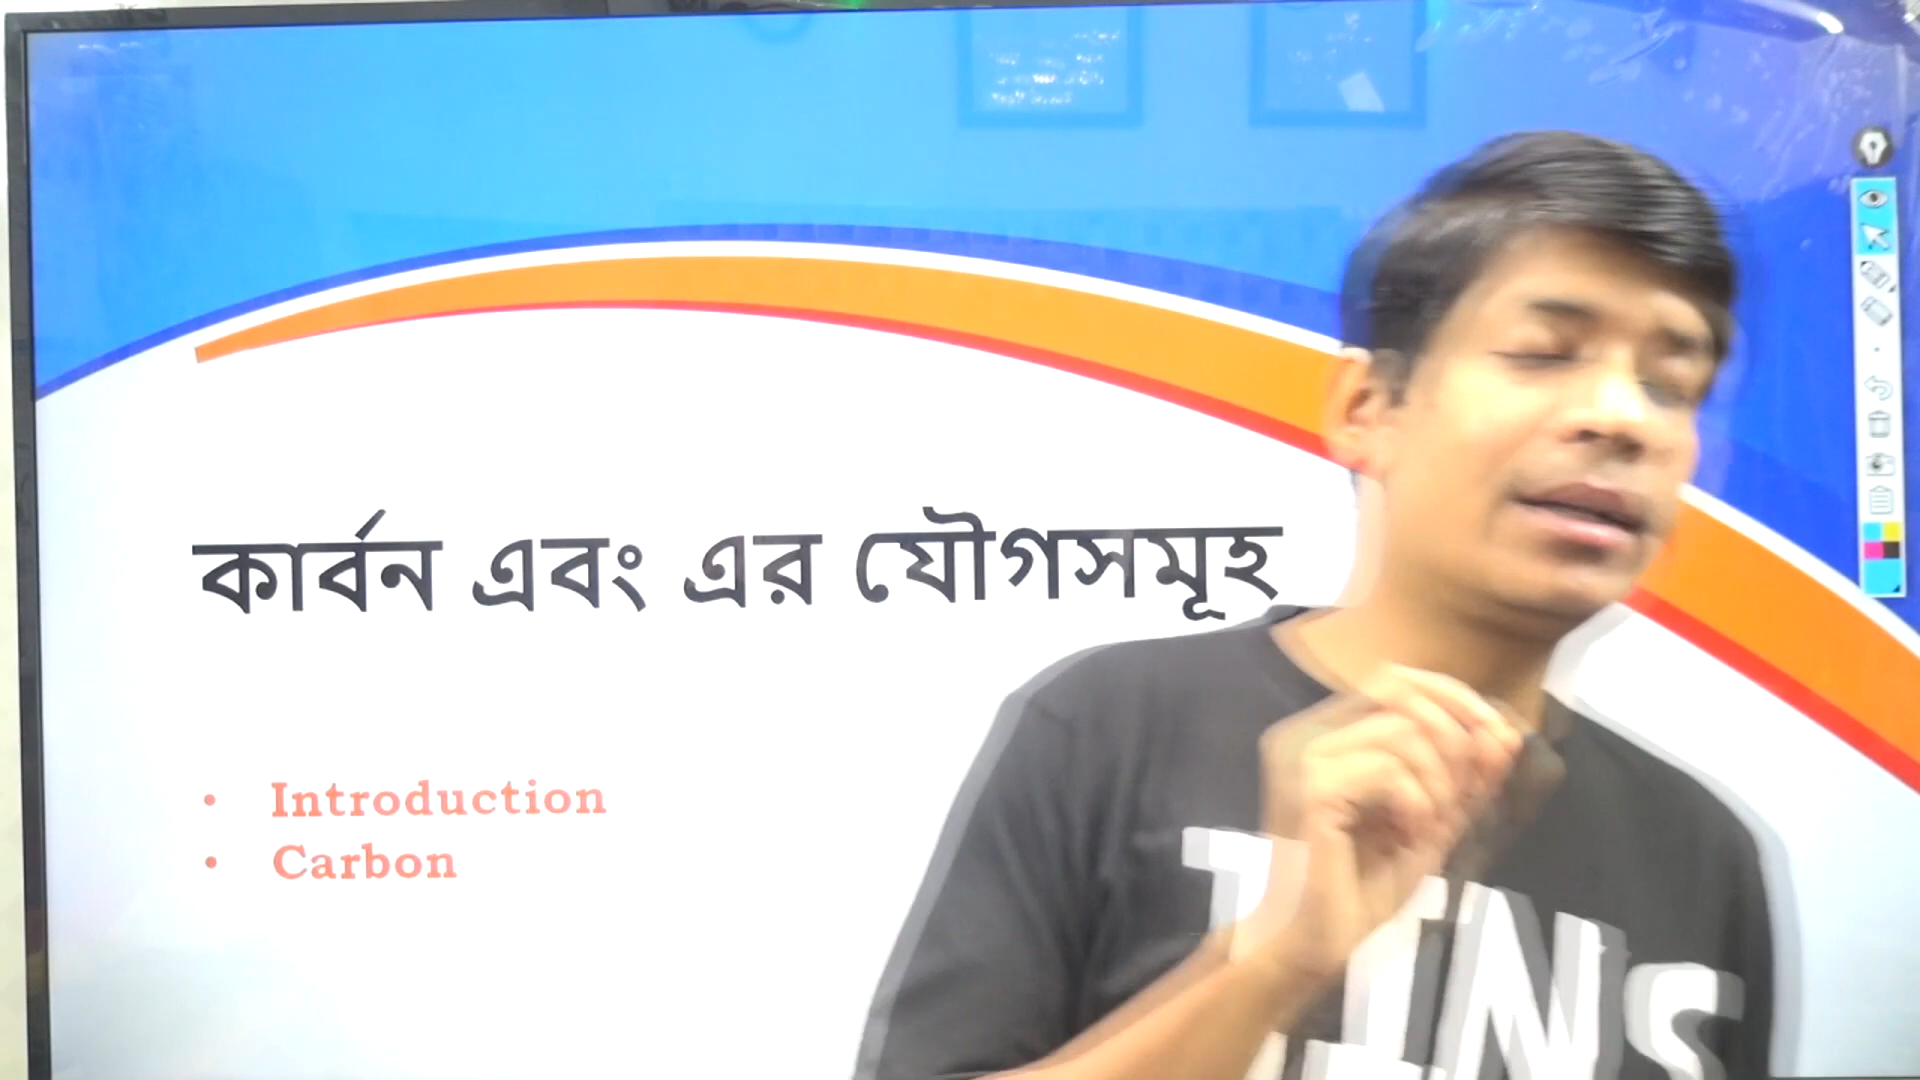 কার্বন এবং এর যৌগসমূহ
• Introduction
• Carbon